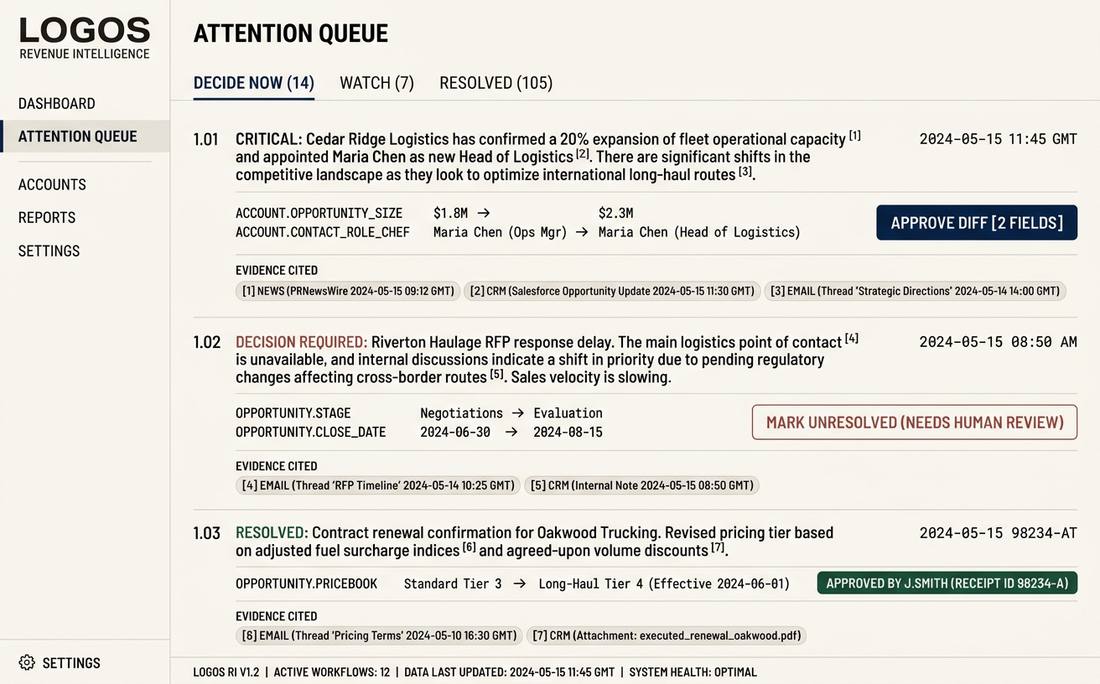 LOGOS
REVENUE INTELLIGENCE
DASHBOARD
ATTENTION QUEUE
ACCOUNTS
REPORTS
SETTINGS
SETTINGS
ATTENTION QUEUE
DECIDE NOW (14) WATCH (7) RESOLVED (105)
1.01 CRITICAL: Cedar Ridge Logistics has confirmed a 20% expansion of fleet operational capacity [1] 2024-05-15 11:45 GMT
and appointed Maria Chen as new Head of Logistics [2]. There are significant shifts in the
competitive landscape as they look to optimize international long-haul routes [3].
ACCOUNT.OPPORTUNITY_SIZE $1.8M → $2.3M
ACCOUNT.CONTACT_ROLE_CHEF Maria Chen (Ops Mgr) → Maria Chen (Head of Logistics)
APPROVE DIFF [2 FIELDS]
EVIDENCE CITED
[1] NEWS (PRNewsWire 2024-05-15 09:12 GMT) [2] CRM (Salesforce Opportunity Update 2024-05-15 11:30 GMT) [3] EMAIL (Thread 'Strategic Directions' 2024-05-14 14:00 GMT)
1.02 DECISION REQUIRED: Riverton Haulage RFP response delay. The main logistics point of contact [4] 2024-05-15 08:50 AM
is unavailable, and internal discussions indicate a shift in priority due to pending regulatory
changes affecting cross-border routes [5]. Sales velocity is slowing.
OPPORTUNITY.STAGE Negotiations → Evaluation
OPPORTUNITY.CLOSE_DATE 2024-06-30 → 2024-08-15
MARK UNRESOLVED (NEEDS HUMAN REVIEW)
EVIDENCE CITED
[4] EMAIL (Thread 'RFP Timeline' 2024-05-14 10:25 GMT) [5] CRM (Internal Note 2024-05-15 08:50 GMT)
1.03 RESOLVED: Contract renewal confirmation for Oakwood Trucking. Revised pricing tier based 2024-05-15 98234-AT
on adjusted fuel surcharge indices [6] and agreed-upon volume discounts [7].
OPPORTUNITY.PRICEBOOK Standard Tier 3 → Long-Haul Tier 4 (Effective 2024-06-01) APPROVED BY J.SMITH (RECEIPT ID 98234-A)
EVIDENCE CITED
[6] EMAIL (Thread 'Pricing Terms' 2024-05-10 16:30 GMT) [7] CRM (Attachment: executed_renewal_oakwood.pdf)
LOGOS RI V1.2 | ACTIVE WORKFLOWS: 12 | DATA LAST UPDATED: 2024-05-15 11:45 GMT | SYSTEM HEALTH: OPTIMAL